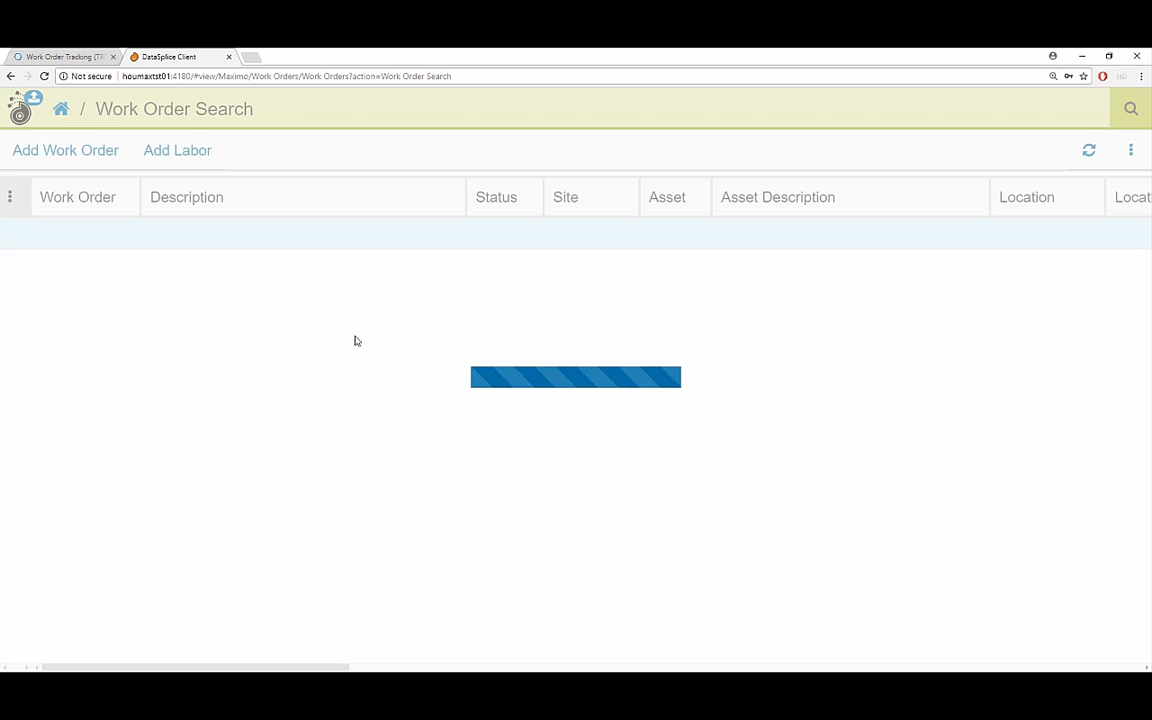 Work Order Tracking (TR
DataSplice Client
Not secure
houmaxtst01:4180/#view/Maximo/Work Orders/Work Orders?action=Work Order Search
/ Work Order Search
Add Work Order Add Labor
Work Order Description Status Site Asset Asset Description Location Locat